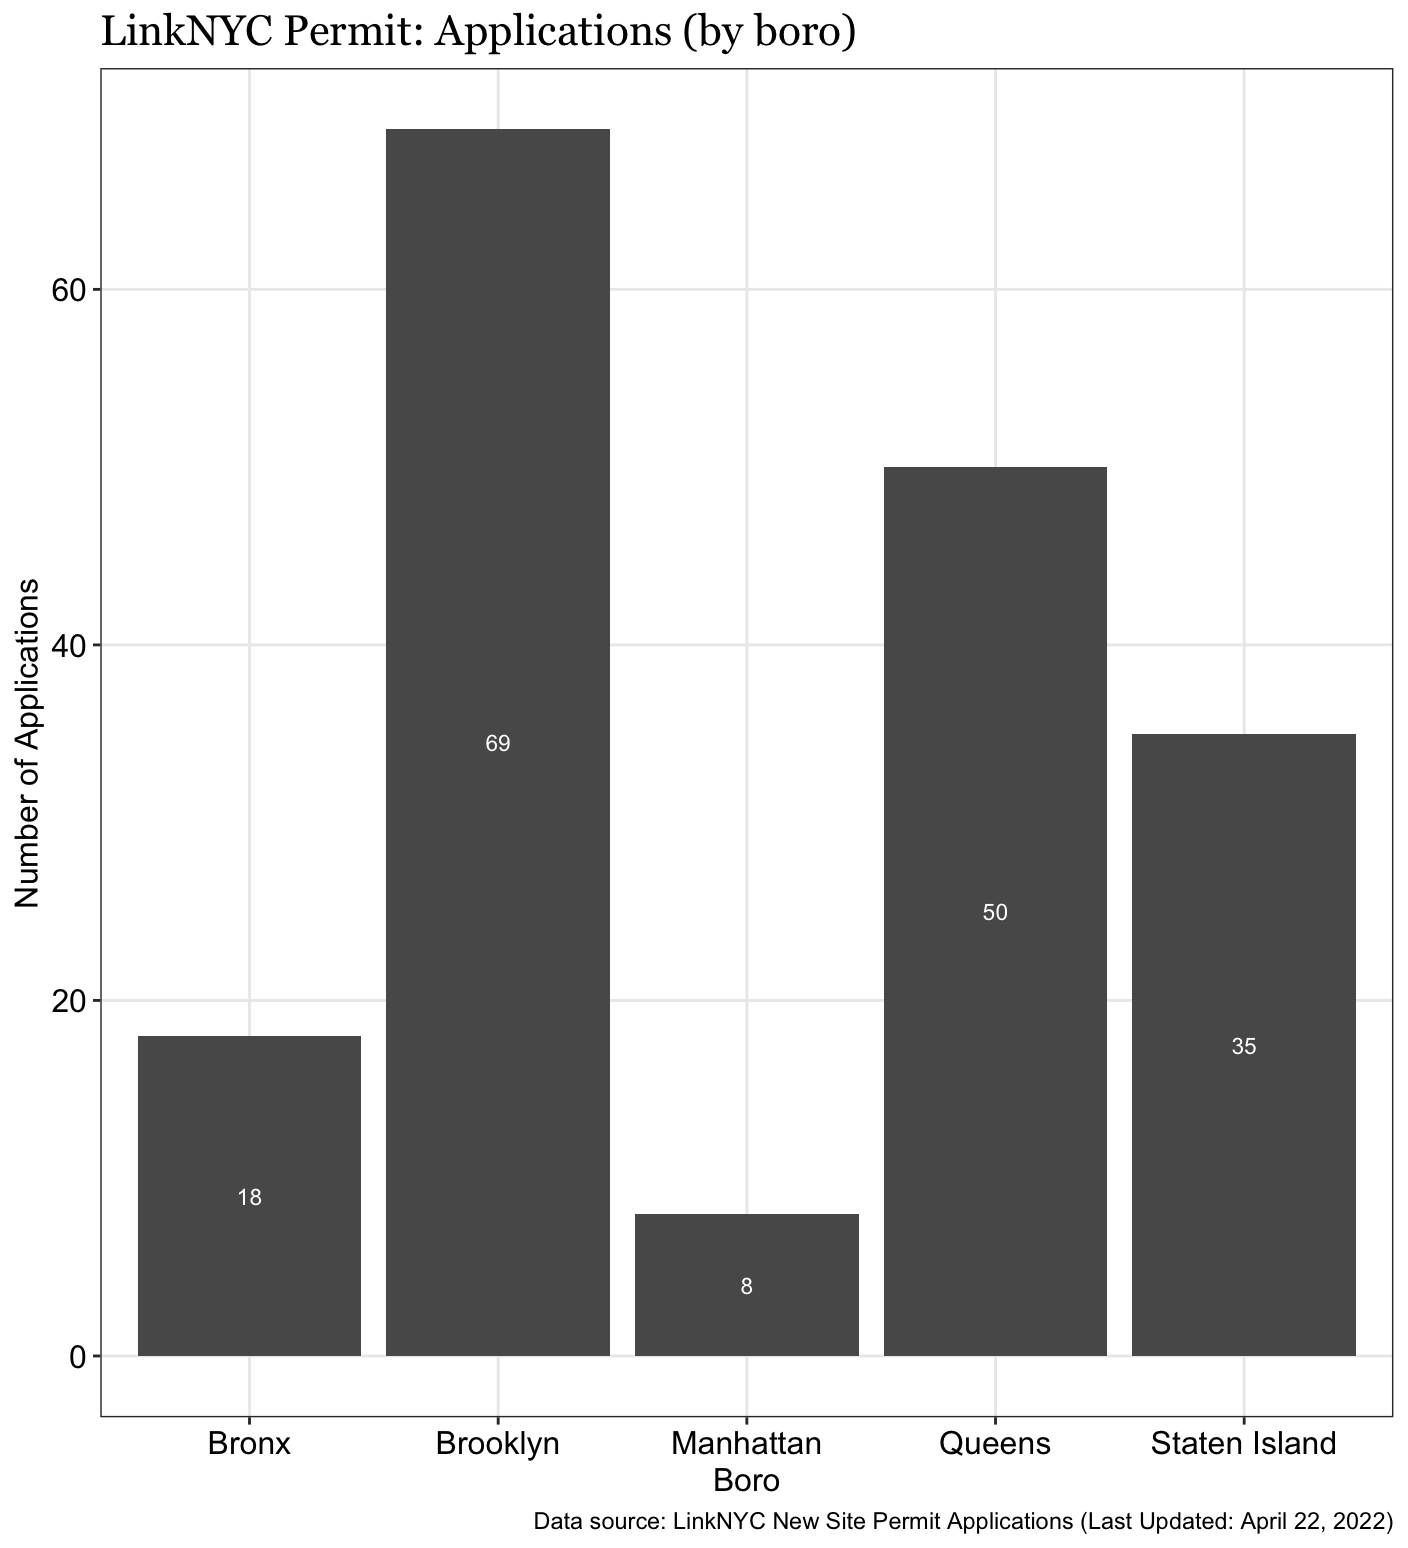 LinkNYC Permit: Applications (by boro)
Number of Applications
60
40
20
0
69
50
35
18
8
Bronx
Brooklyn
Manhattan
Queens
Staten Island
Boro
Data source: LinkNYC New Site Permit Applications (Last Updated: April 22, 2022)